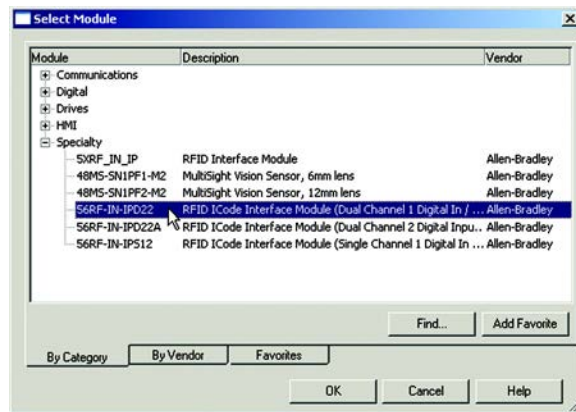 Select Module
Module Description Vendor
Communications
Digital
Drives
HMI
Specialty
5XRF_IN_IP RFID Interface Module Allen-Bradley
48MS-SN1PF1-M2 MultiSight Vision Sensor, 6mm lens Allen-Bradley
48MS-SN1PF2-M2 MultiSight Vision Sensor, 12mm lens Allen-Bradley
56RF-IN-IPD22 RFID ICode Interface Module (Dual Channel 1 Digital In / ... Allen-Bradley
56RF-IN-IPD22A RFID ICode Interface Module (Dual Channel 2 Digital Inpu... Allen-Bradley
56RF-IN-IPS12 RFID ICode Interface Module (Single Channel 1 Digital In ... Allen-Bradley
Find... Add Favorite
By Category By Vendor Favorites
OK Cancel Help